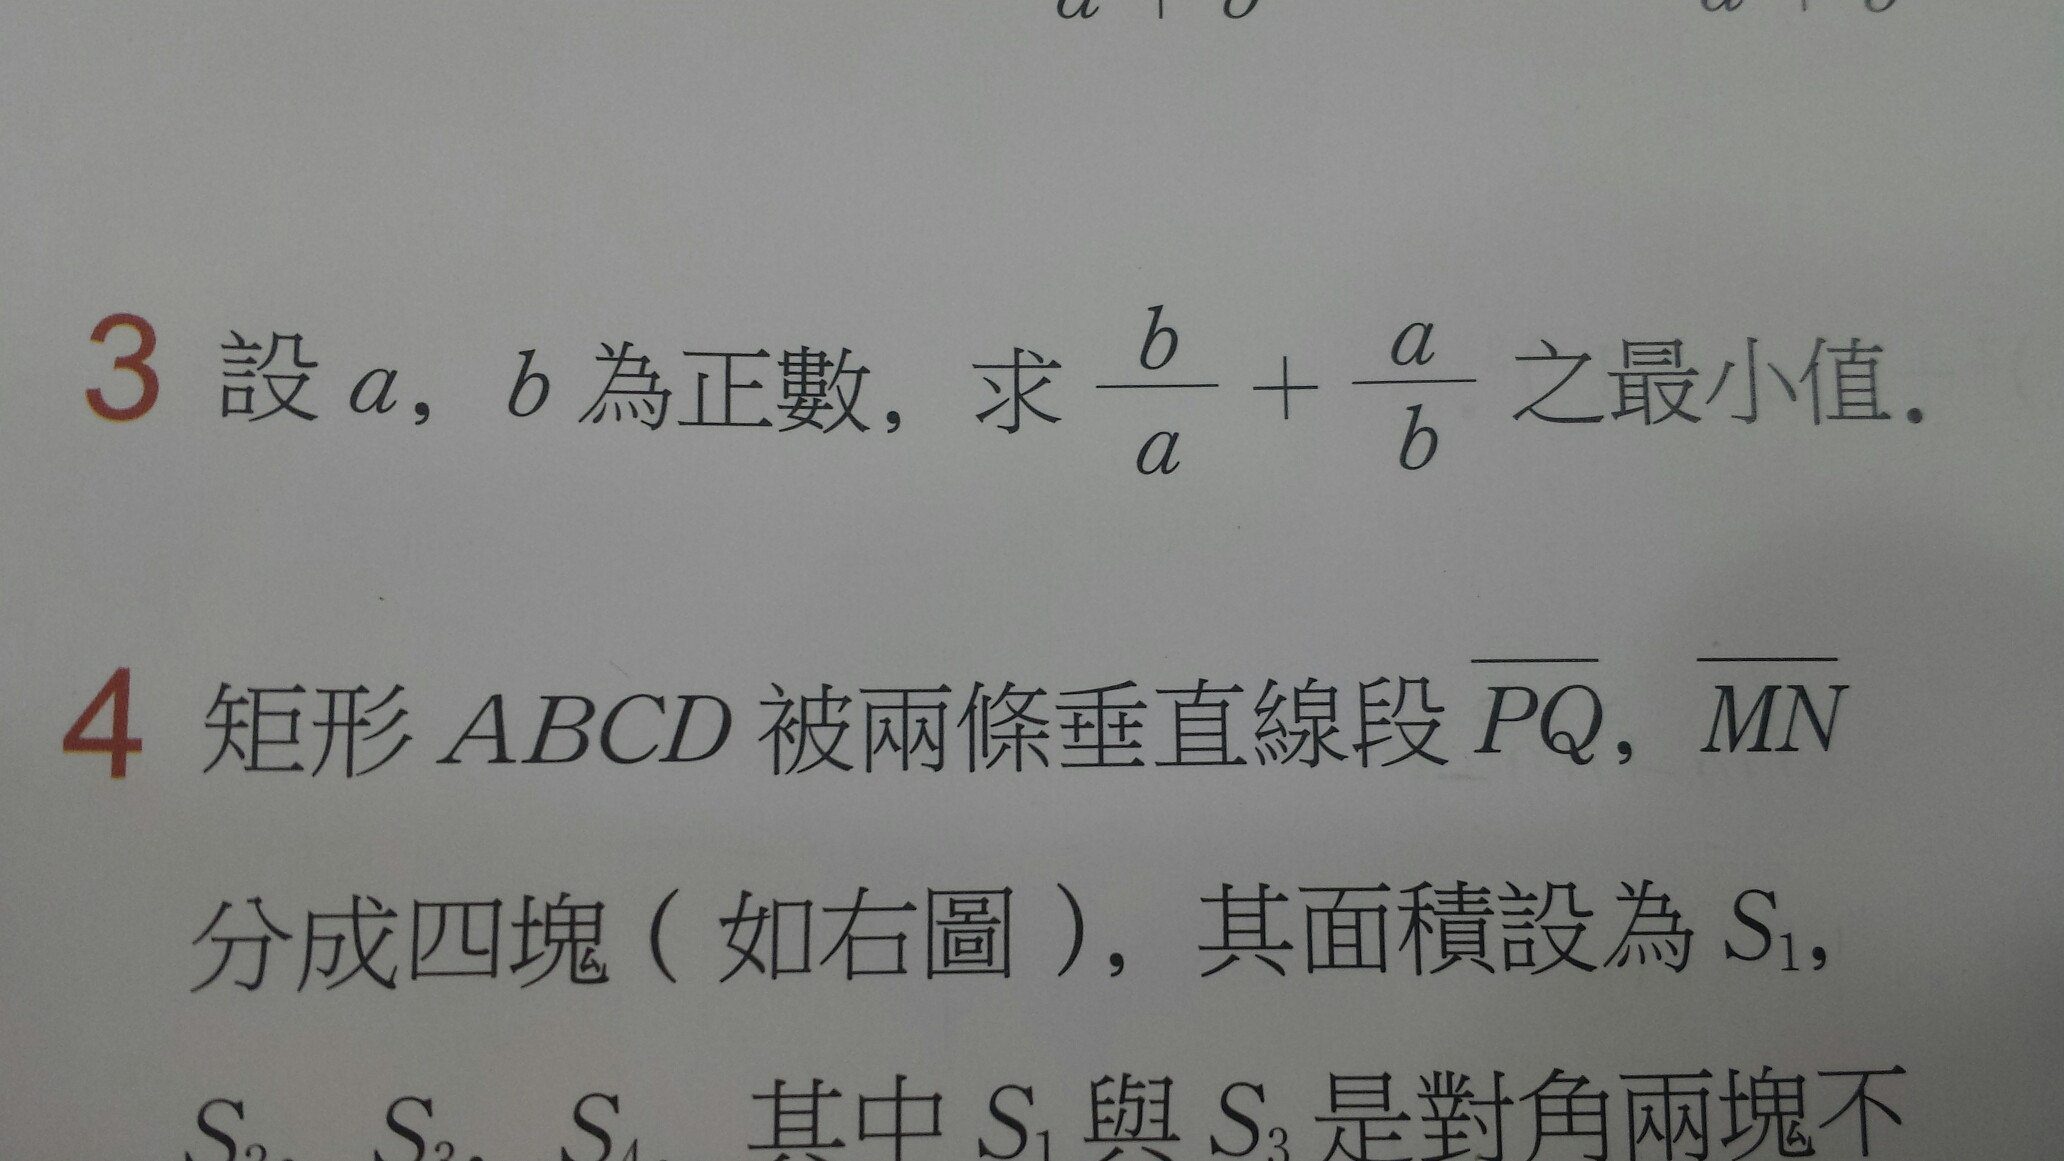 a + b a + b
3 設 a, b 為正數, 求 b/a + a/b 之最小值.
4 矩形 ABCD 被兩條垂直線段 P̅Q̅, M̅N̅
分成四塊 ( 如右圖 ), 其面積設為 S₁,
S₂, S₃, S₄, 其中 S₁ 與 S₃ 是對角兩塊不